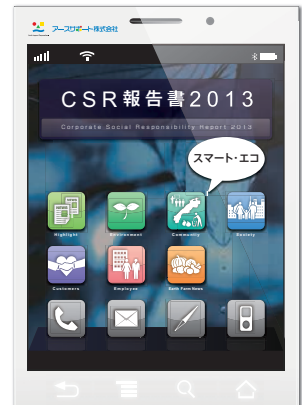 アースサポート株式会社
CSR報告書2013
Corporate Social Responsibility Report 2013
スマート・エコ
Highlight
Environment
Community
Society
Customers
Employee
Earth Farm News